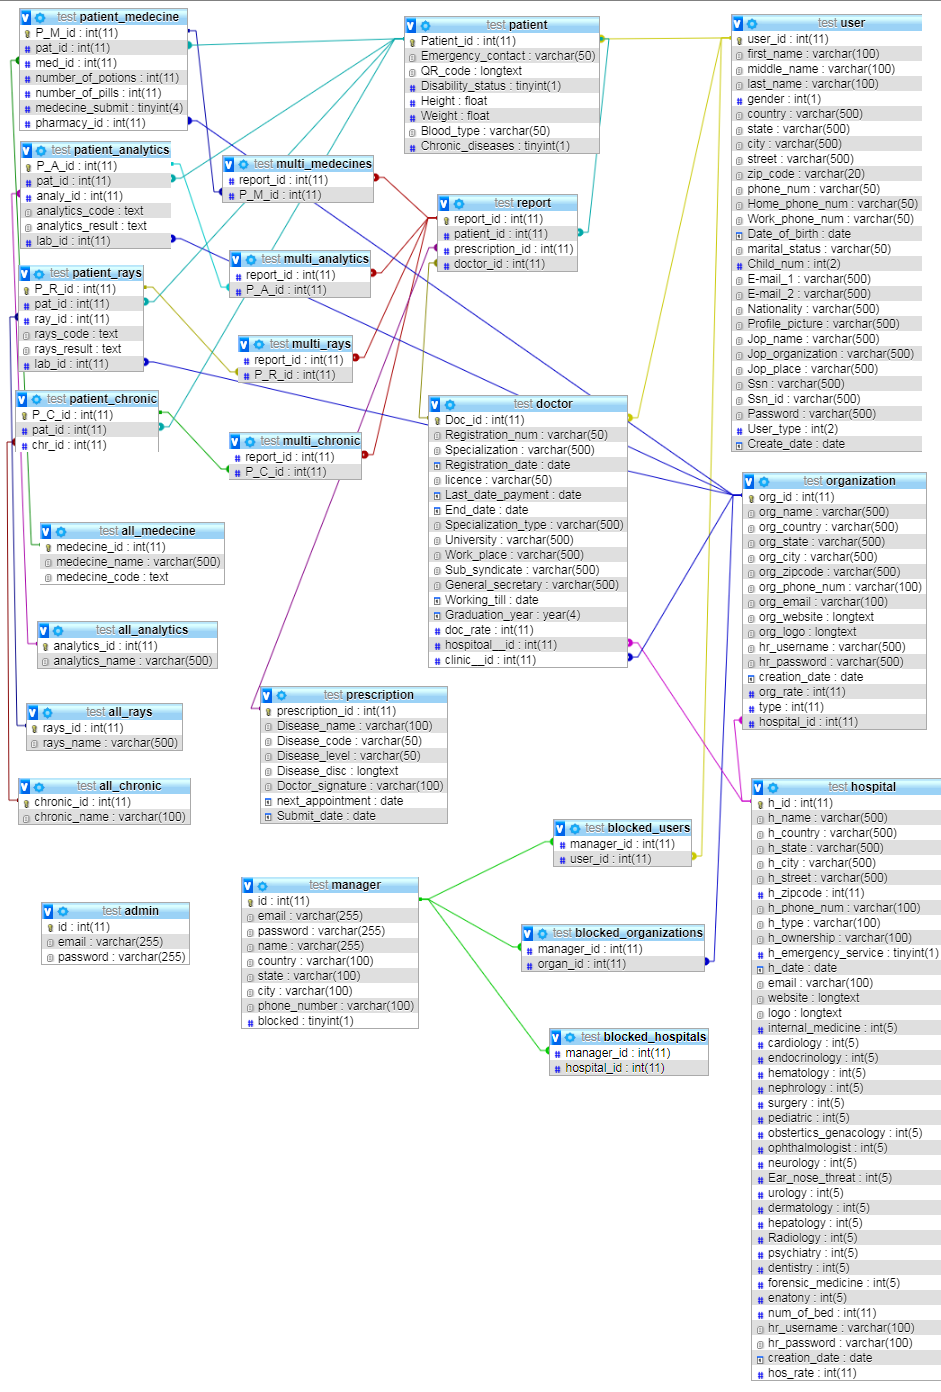 test patient_medecine
P_M_id : int(11)
pat_id : int(11)
med_id : int(11)
number_of_potions : int(11)
number_of_pills : int(11)
medecine_submit : tinyint(4)
pharmacy_id : int(11)
test patient_analytics
P_A_id : int(11)
pat_id : int(11)
analy_id : int(11)
analytics_code : text
analytics_result : text
lab_id : int(11)
test patient_rays
P_R_id : int(11)
pat_id : int(11)
ray_id : int(11)
rays_code : text
rays_result : text
lab_id : int(11)
test patient_chronic
P_C_id : int(11)
pat_id : int(11)
chr_id : int(11)
test all_medecine
medecine_id : int(11)
medecine_name : varchar(500)
medecine_code : text
test all_analytics
analytics_id : int(11)
analytics_name : varchar(500)
test all_rays
rays_id : int(11)
rays_name : varchar(500)
test all_chronic
chronic_id : int(11)
chronic_name : varchar(100)
test admin
id : int(11)
email : varchar(255)
password : varchar(255)
test multi_medecines
report_id : int(11)
P_M_id : int(11)
test multi_analytics
report_id : int(11)
P_A_id : int(11)
test multi_rays
report_id : int(11)
P_R_id : int(11)
test multi_chronic
report_id : int(11)
P_C_id : int(11)
test prescription
prescription_id : int(11)
Disease_name : varchar(100)
Disease_code : varchar(50)
Disease_level : varchar(50)
Disease_disc : longtext
Doctor_signature : varchar(100)
next_appointment : date
Submit_date : date
test manager
id : int(11)
email : varchar(255)
password : varchar(255)
name : varchar(255)
country : varchar(100)
state : varchar(100)
city : varchar(100)
phone_number : varchar(100)
blocked : tinyint(1)
test patient
Patient_id : int(11)
Emergency_contact : varchar(50)
QR_code : longtext
Disability_status : tinyint(1)
Height : float
Weight : float
Blood_type : varchar(50)
Chronic_diseases : tinyint(1)
test report
report_id : int(11)
patient_id : int(11)
prescription_id : int(11)
doctor_id : int(11)
test doctor
Doc_id : int(11)
Registration_num : varchar(50)
Specialization : varchar(500)
Registration_date : date
licence : varchar(50)
Last_date_payment : date
End_date : date
Specialization_type : varchar(500)
University : varchar(500)
Work_place : varchar(500)
Sub_syndicate : varchar(500)
General_secretary : varchar(500)
Working_till : date
Graduation_year : year(4)
doc_rate : int(11)
hospitoal__id : int(11)
clinic__id : int(11)
test blocked_users
manager_id : int(11)
user_id : int(11)
test blocked_organizations
manager_id : int(11)
organ_id : int(11)
test blocked_hospitals
manager_id : int(11)
hospital_id : int(11)
test user
user_id : int(11)
first_name : varchar(100)
middle_name : varchar(100)
last_name : varchar(100)
gender : int(1)
country : varchar(500)
state : varchar(500)
city : varchar(500)
street : varchar(500)
zip_code : varchar(20)
phone_num : varchar(50)
Home_phone_num : varchar(50)
Work_phone_num : varchar(50)
Date_of_birth : date
marital_status : varchar(50)
Child_num : int(2)
E-mail_1 : varchar(500)
E-mail_2 : varchar(500)
Nationality : varchar(500)
Profile_picture : varchar(500)
Jop_name : varchar(500)
Jop_organization : varchar(500)
Jop_place : varchar(500)
Ssn : varchar(500)
Ssn_id : varchar(500)
Password : varchar(500)
User_type : int(2)
Create_date : date
test organization
org_id : int(11)
org_name : varchar(500)
org_country : varchar(500)
org_state : varchar(500)
org_city : varchar(500)
org_zipcode : varchar(500)
org_phone_num : varchar(100)
org_email : varchar(100)
org_website : longtext
org_logo : longtext
hr_username : varchar(500)
hr_password : varchar(500)
creation_date : date
org_rate : int(11)
type : int(11)
hospital_id : int(11)
test hospital
h_id : int(11)
h_name : varchar(500)
h_country : varchar(500)
h_state : varchar(500)
h_city : varchar(500)
h_street : varchar(500)
h_zipcode : int(11)
h_phone_num : varchar(100)
h_type : varchar(100)
h_ownership : varchar(100)
h_emergency_service : tinyint(1)
h_date : date
email : varchar(100)
website : longtext
logo : longtext
internal_medicine : int(5)
cardiology : int(5)
endocrinology : int(5)
hematology : int(5)
nephrology : int(5)
surgery : int(5)
pediatric : int(5)
obstertics_genacology : int(5)
ophthalmologist : int(5)
neurology : int(5)
Ear_nose_threat : int(5)
urology : int(5)
dermatology : int(5)
hepatology : int(5)
Radiology : int(5)
psychiatry : int(5)
dentistry : int(5)
forensic_medicine : int(5)
enatony : int(5)
num_of_bed : int(11)
hr_username : varchar(100)
hr_password : varchar(100)
creation_date : date
hos_rate : int(11)